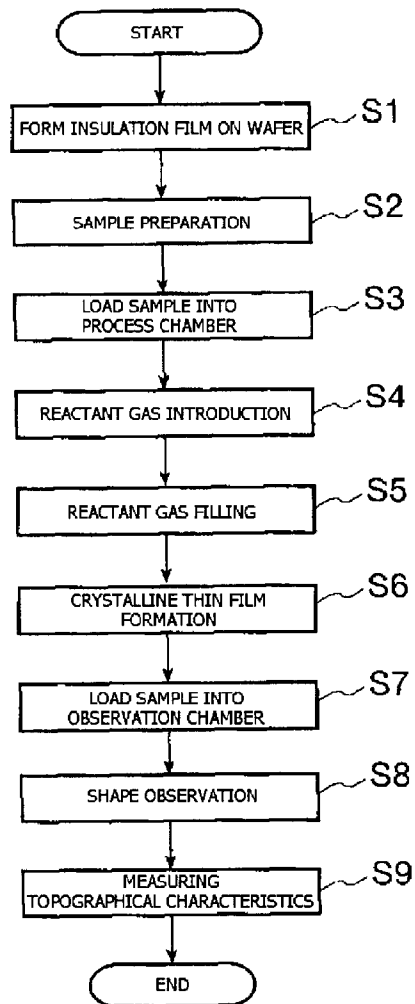 START
FORM INSULATION FILM ON WAFER
S1
SAMPLE PREPARATION
S2
LOAD SAMPLE INTO
PROCESS CHAMBER
S3
REACTANT GAS INTRODUCTION
S4
REACTANT GAS FILLING
S5
CRYSTALLINE THIN FILM
FORMATION
S6
LOAD SAMPLE INTO
OBSERVATION CHAMBER
S7
SHAPE OBSERVATION
S8
MEASURING
TOPOGRAPHICAL CHARACTERISTICS
S9
END